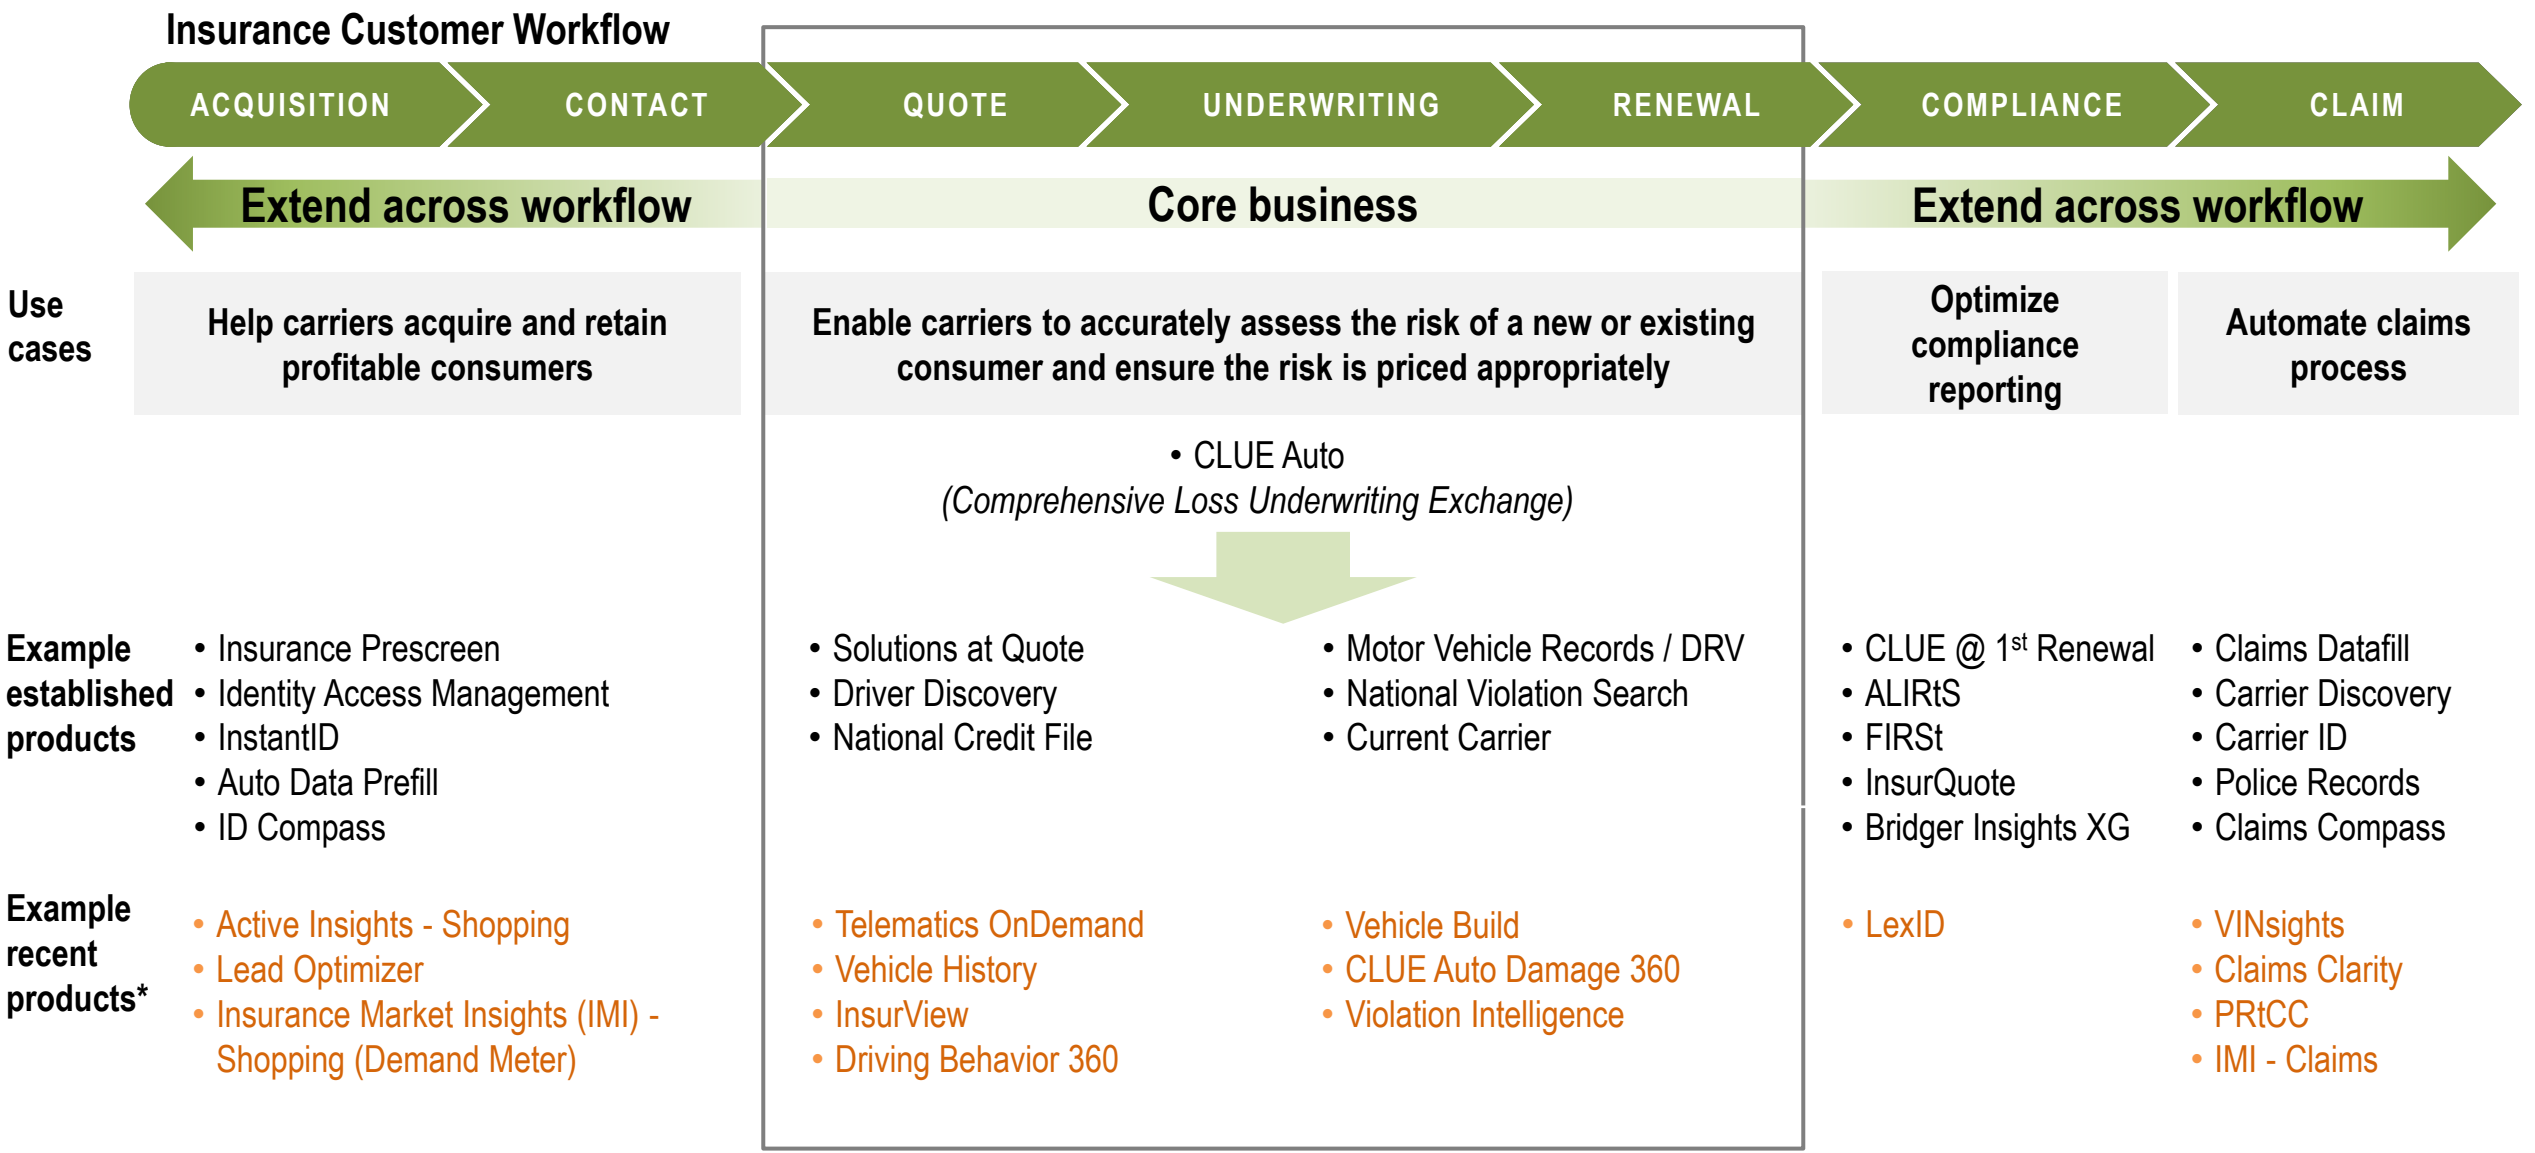 Insurance Customer Workflow
ACQUISITION
CONTACT
QUOTE
UNDERWRITING
RENEWAL
COMPLIANCE
CLAIM
Extend across workflow
Core business
Extend across workflow
Use
cases
Help carriers acquire and retain
profitable consumers
Enable carriers to accurately assess the risk of a new or existing
consumer and ensure the risk is priced appropriately
Optimize
compliance
reporting
Automate claims
process
• CLUE Auto
(Comprehensive Loss Underwriting Exchange)
Example
established
products
• Insurance Prescreen
• Identity Access Management
• InstantID
• Auto Data Prefill
• ID Compass
• Solutions at Quote
• Driver Discovery
• National Credit File
• Motor Vehicle Records / DRV
• National Violation Search
• Current Carrier
• CLUE @ 1st Renewal
• ALIRtS
• FIRSt
• InsurQuote
• Bridger Insights XG
• Claims Datafill
• Carrier Discovery
• Carrier ID
• Police Records
• Claims Compass
Example
recent
products*
• Active Insights - Shopping
• Lead Optimizer
• Insurance Market Insights (IMI) -
Shopping (Demand Meter)
• Telematics OnDemand
• Vehicle History
• InsurView
• Driving Behavior 360
• Vehicle Build
• CLUE Auto Damage 360
• Violation Intelligence
• LexID
• VINsights
• Claims Clarity
• PRtCC
• IMI - Claims